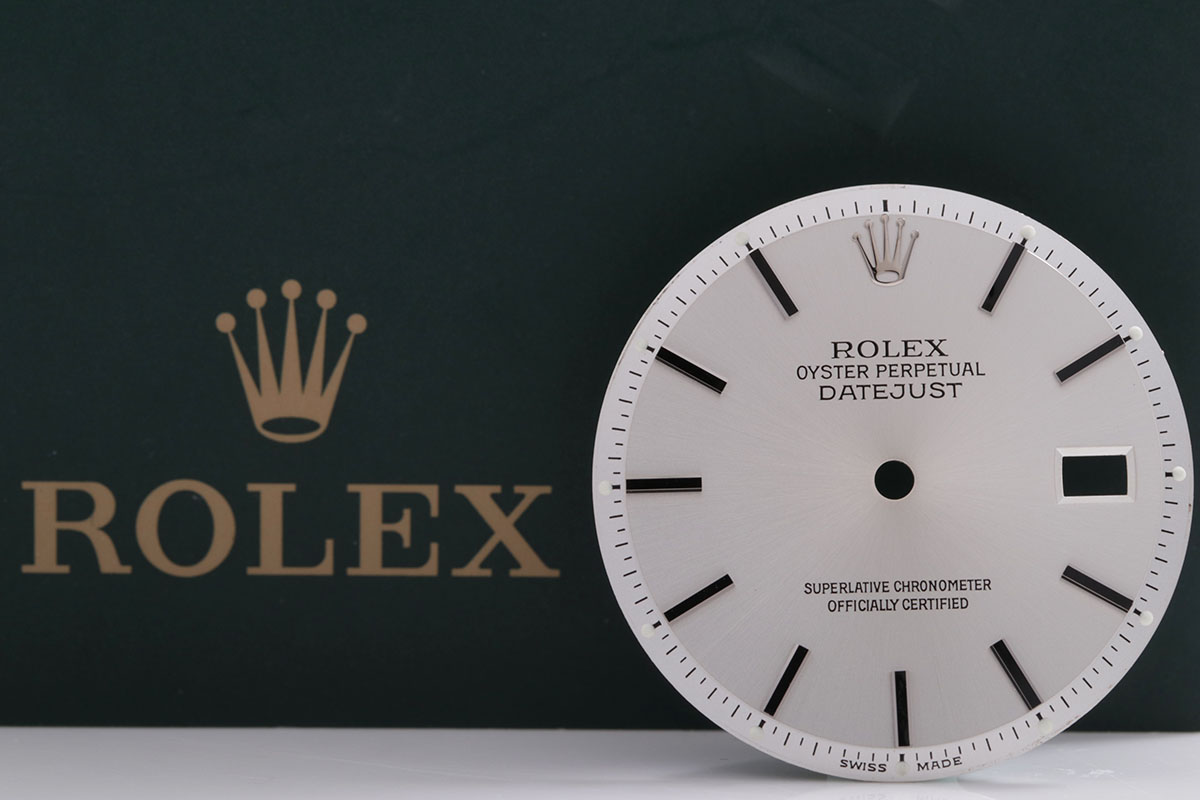 ROLEX
ROLEX
OYSTER PERPETUAL
DATEJUST
SUPERLATIVE CHRONOMETER
OFFICIALLY CERTIFIED
SWISS MADE